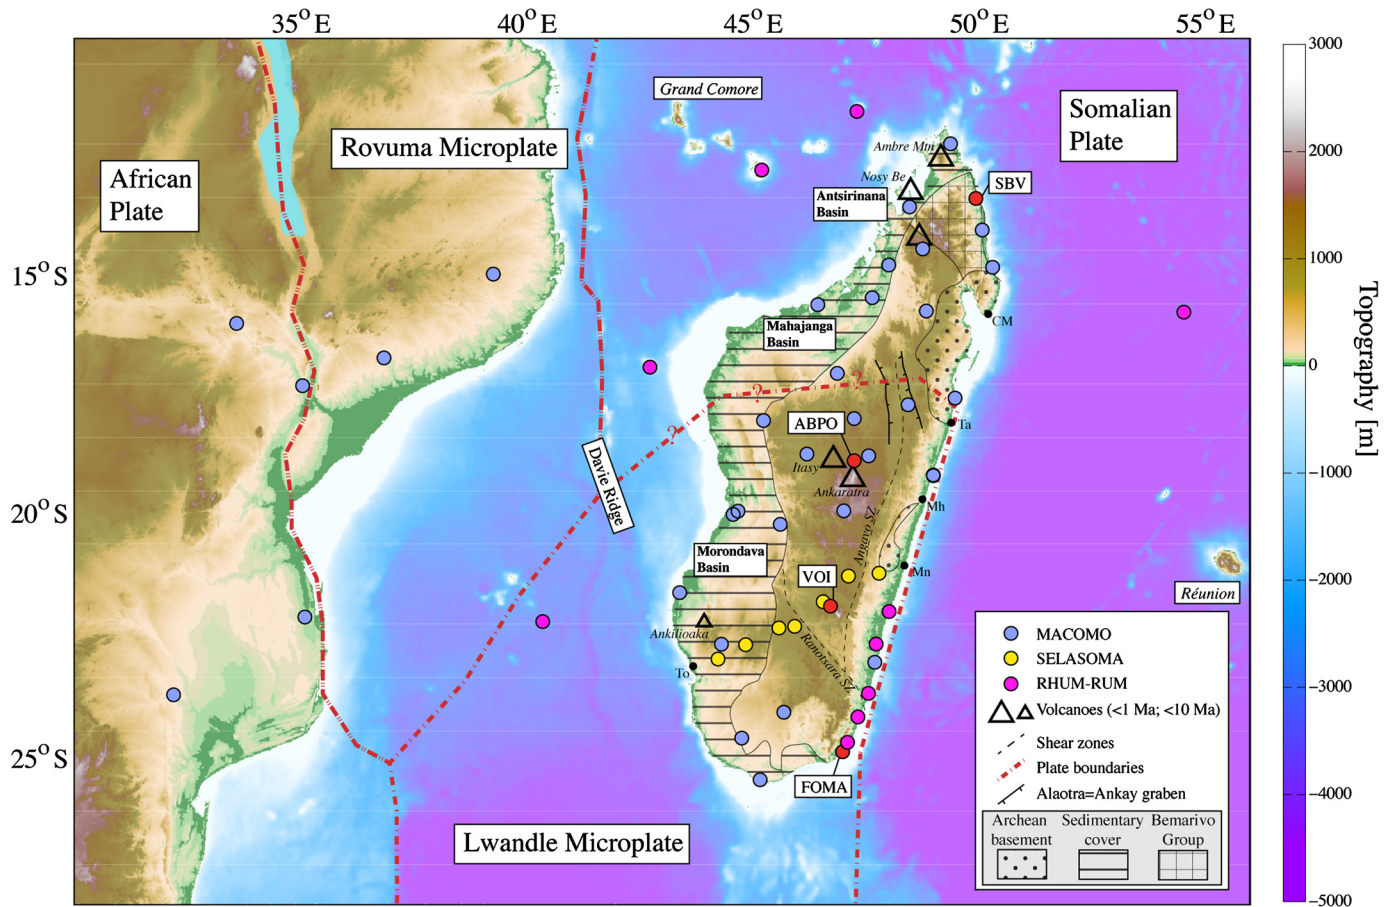 35° E
40° E
45° E
50° E
55° E
15° S
20° S
25° S
African
Plate
Rovuma Microplate
Grand Comore
Somalian
Plate
Ambre Mtn
Nosy Be
SBV
Antsirinana
Basin
Mahajanga
Basin
CM
?
?
?
ABPO
Ta
Itasy
Ankaratra
Davie Ridge
Mh
Angavo SZ
Morondava
Basin
VOI
Mn
Réunion
Ankilioaka
Ranotsara SZ
To
FOMA
Lwandle Microplate
MACOMO
SELASOMA
RHUM-RUM
Volcanoes (<1 Ma; <10 Ma)
Shear zones
Plate boundaries
Alaotra=Ankay graben
Archean
basement
Sedimentary
cover
Bemarivo
Group
3000
2000
1000
0
−1000
−2000
−3000
−4000
−5000
Topography [m]